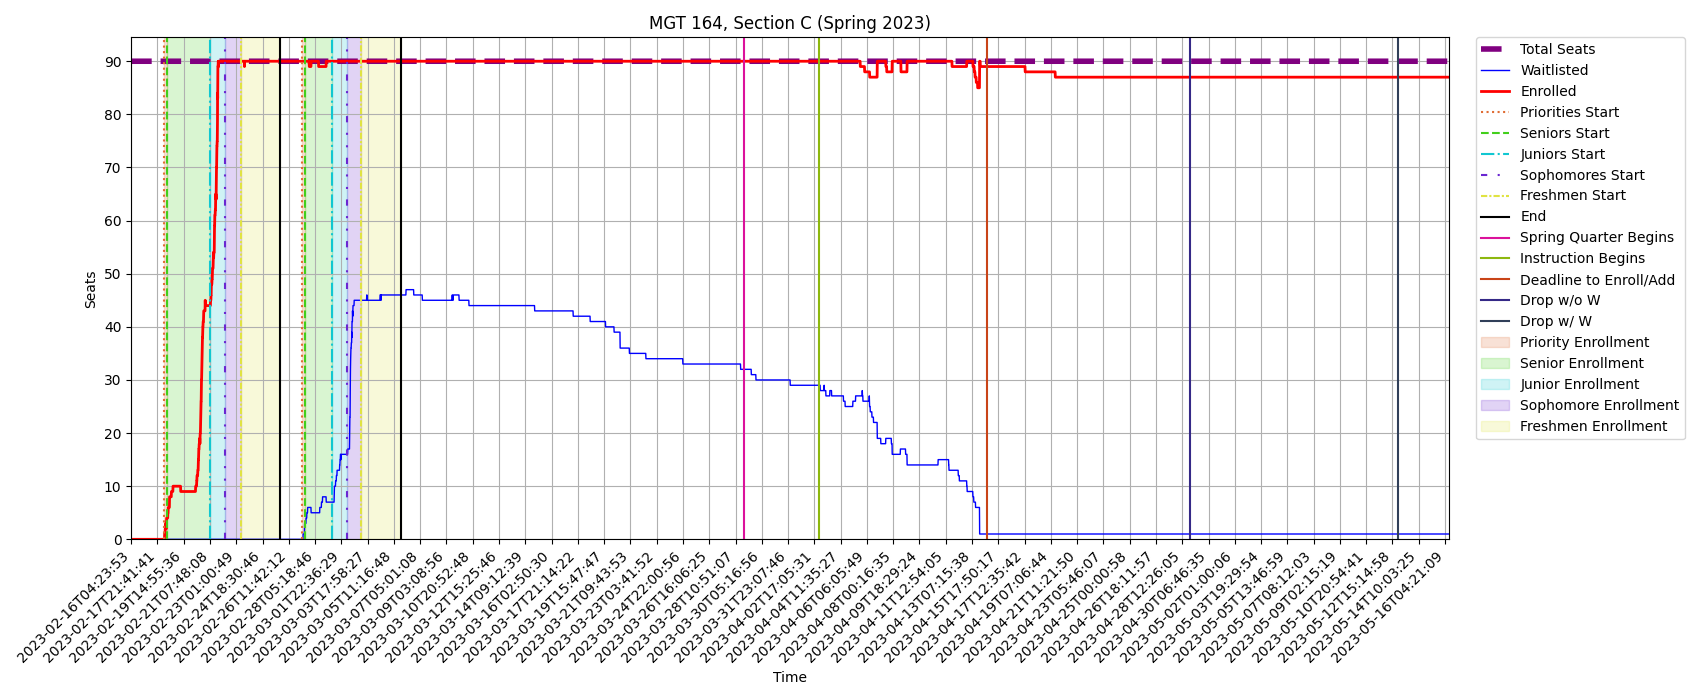 MGT 164, Section C (Spring 2023)
Seats
90
80
70
60
50
40
30
20
10
0
2023-02-16T04:23:53
2023-02-17T21:41:41
2023-02-19T14:55:36
2023-02-21T07:48:08
2023-02-23T01:00:49
2023-02-24T18:30:46
2023-02-26T11:42:12
2023-02-28T05:18:46
2023-03-01T22:36:29
2023-03-03T17:58:27
2023-03-05T11:16:48
2023-03-07T05:01:08
2023-03-09T03:08:56
2023-03-10T20:52:48
2023-03-12T15:25:46
2023-03-14T09:12:39
2023-03-16T02:50:30
2023-03-17T21:14:22
2023-03-19T15:47:47
2023-03-21T09:43:53
2023-03-23T03:41:52
2023-03-24T22:00:56
2023-03-26T16:06:25
2023-03-28T10:51:07
2023-03-30T05:16:56
2023-03-31T23:07:46
2023-04-02T17:05:31
2023-04-04T11:35:27
2023-04-06T06:05:49
2023-04-08T00:16:35
2023-04-09T18:29:24
2023-04-11T12:54:05
2023-04-13T07:15:38
2023-04-15T17:50:17
2023-04-17T12:35:42
2023-04-19T07:06:44
2023-04-21T11:21:50
2023-04-23T05:46:07
2023-04-25T00:00:58
2023-04-26T18:11:57
2023-04-28T12:26:05
2023-04-30T06:46:35
2023-05-02T01:00:06
2023-05-03T19:29:54
2023-05-05T13:46:59
2023-05-07T08:12:03
2023-05-09T02:15:19
2023-05-10T20:54:41
2023-05-12T15:14:58
2023-05-14T10:03:25
2023-05-16T04:21:09
Time
Total Seats
Waitlisted
Enrolled
Priorities Start
Seniors Start
Juniors Start
Sophomores Start
Freshmen Start
End
Spring Quarter Begins
Instruction Begins
Deadline to Enroll/Add
Drop w/o W
Drop w/ W
Priority Enrollment
Senior Enrollment
Junior Enrollment
Sophomore Enrollment
Freshmen Enrollment